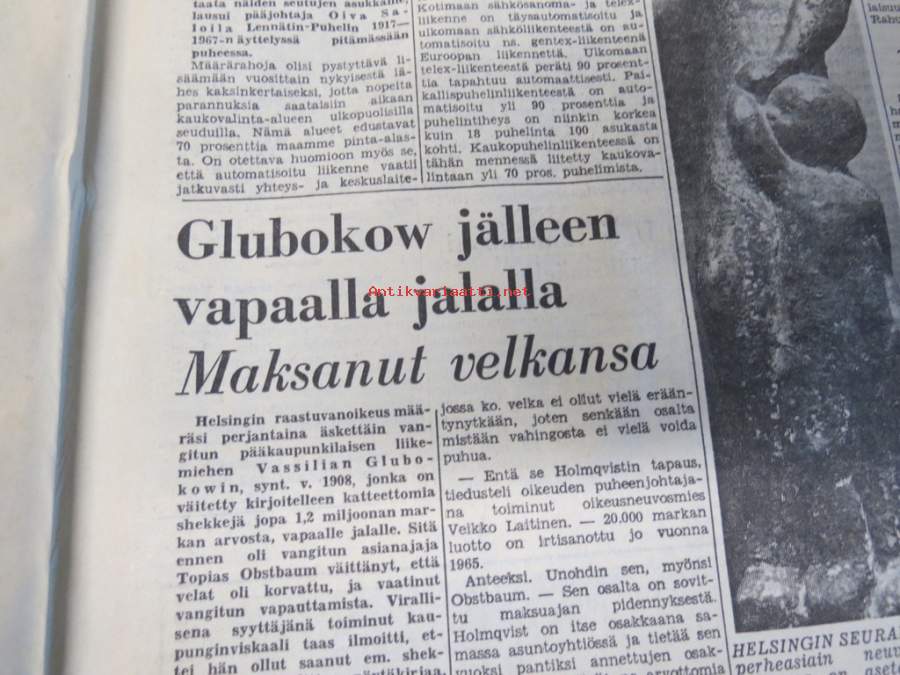 taata näiden seutujen asukkaille,
lausui pääjohtaja Oiva Sa-
loila Lennätin-Puhelin 1917—
1967-n äyttelyssä pitämässään
puheessa.
Määrärahoja olisi pystyttävä li-
säämään vuosittain nykyisestä lä-
hes kaksinkertaiseksi, jotta nopeita
parannuksia saataisiin aikaan
kaukovalinta-alueen ulkopuolisilla
seuduilla. Nämä alueet edustavat
70 prosenttia maamme pinta-alas-
ta. On otettava huomioon myös se,
että automatisoitu liikenne vaatii
jatkuvasti yhteys- ja keskuslaite-
Kotimaan sähkösanoma- ja telex-
liikenne on täysautomatisoitu ja
ulkomaan sähköliikenteestä on au-
tomatisoitu ns. gentex-liikenteenä
Euroopan liikennettä. Ulkomaan
telex-liikenteestä peräti 90 prosent-
tia tapahtuu automaattisesti. Pai-
kallispuhelinliikenteestä on auto-
matisoitu yli 90 prosenttia ja
puhelintiheys on niinkin korkea
kuin 18 puhelinta 100 asukasta
kohti. Kaukopuhelinliikenteessä on
tähän mennessä liitetty kaukova-
lintaan yli 70 pros. puhelimista.
Glubokow jälleen
vapaalla jalalla
Antikvariaatti.net
Maksanut velkansa
Helsingin raastuvanoikeus mää-
räsi perjantaina äskettäin van-
gitun pääkaupunkilaisen liike-
miehen Vassilian Glubo-
kowin, synt. v. 1908, jonka on
väitetty kirjoitelleen katteettomia
shekkejä jopa 1,2 miljoonan mar-
kan arvosta, vapaalle jalalle. Sitä
ennen oli vangitun asianajaja
Topias Obstbaum väittänyt, että
velat oli korvattu, ja vaatinut
vangitun vapauttamista. Viralli-
sena syyttäjänä toiminut kau-
punginviskaali taas ilmoitti, et-
tei hän ollut saanut em. shek-
jossa ko. velka ei ollut vielä erään-
tynytkään, joten senkään osalta
mistään vahingosta ei vielä voida
puhua.
— Entä se Holmqvistin tapaus,
tiedusteli oikeuden puheenjohtaja-
na toiminut oikeusneuvosmies
Veikko Laitinen. — 20.000 markan
luotto on irtisanottu jo vuonna
1965.
Anteeksi. Unohdin sen, myönsi
Obstbaum. — Sen osalta on sovit-
tu maksuajan pidennyksestä.
Holmqvist on itse osakkaana sa-
massa asuntoyhtiössä ja tietää sen
vuoksi pantiksi annettujen osak-
arvottomia
HELSINGIN SEURA
perheasiain neuv